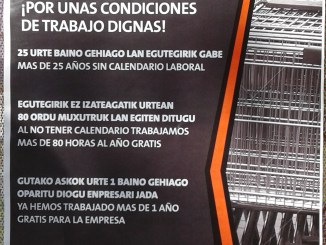 ¡POR UNAS CONDICIONES
DE TRABAJO DIGNAS!
25 URTE BAINO GEHIAGO LAN EGUTEGIRIK GABE
MAS DE 25 AÑOS SIN CALENDARIO LABORAL
EGUTEGIRIK EZ IZATEAGATIK URTEAN
80 ORDU MUXUTRUK LAN EGITEN DITUGU
AL NO TENER CALENDARIO TRABAJAMOS
MAS DE 80 HORAS AL AÑO GRATIS
GUTAKO ASKOK URTE 1 BAINO GEHIAGO
OPARITU DIOGU ENPRESARI JADA
YA HEMOS TRABAJADO MAS DE 1 AÑO
GRATIS PARA LA EMPRESA